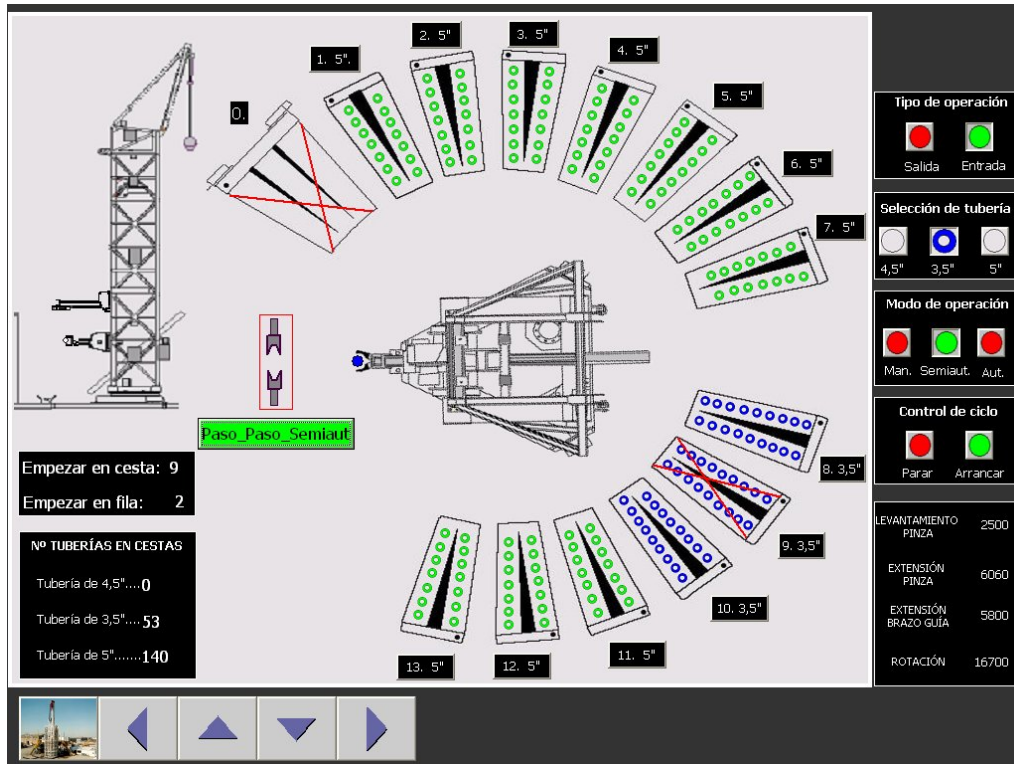 0.
1. 5".
2. 5"
3. 5"
4. 5"
5. 5"
6. 5"
7. 5"
8. 3,5"
9. 3,5"
10. 3,5"
11. 5"
12. 5"
13. 5"
Paso_Paso_Semiaut
Empezar en cesta: 9
Empezar en fila: 2
Nº TUBERÍAS EN CESTAS
Tubería de 4,5"....0
Tubería de 3,5"....53
Tubería de 5".......140
Tipo de operación
Salida Entrada
Selección de tubería
4,5" 3,5" 5"
Modo de operación
Man. Semiaut. Aut.
Control de ciclo
Parar Arrancar
LEVANTAMIENTO
PINZA 2500
EXTENSIÓN
PINZA 6060
EXTENSIÓN
BRAZO GUÍA 5800
ROTACIÓN 16700